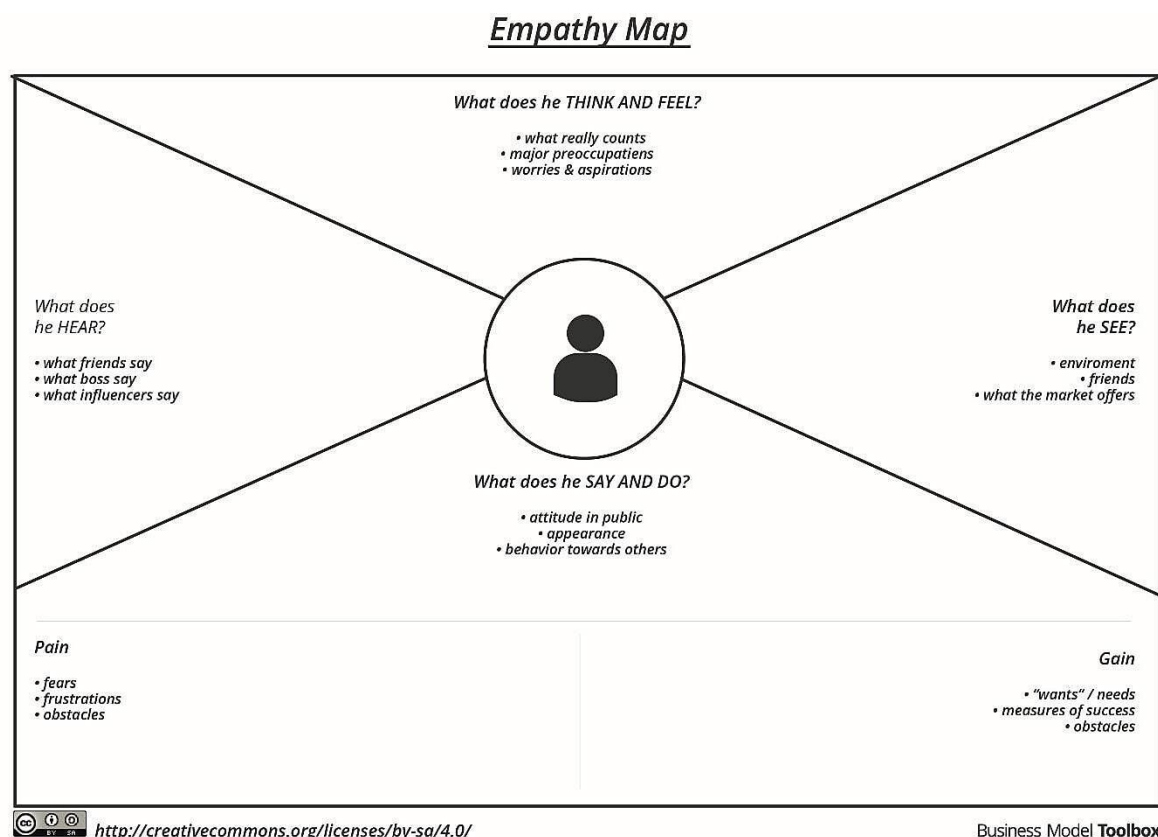 Empathy Map
What does he THINK AND FEEL?
• what really counts
• major preoccupatiens
• worries & aspirations
What does
he HEAR?
• what friends say
• what boss say
• what influencers say
What does
he SEE?
• enviroment
• friends
• what the market offers
What does he SAY AND DO?
• attitude in public
• appearance
• behavior towards others
Pain
• fears
• frustrations
• obstacles
Gain
• "wants" / needs
• measures of success
• obstacles
cc BY SA
http://creativecommons.org/licenses/by-sa/4.0/
Business Model Toolbox